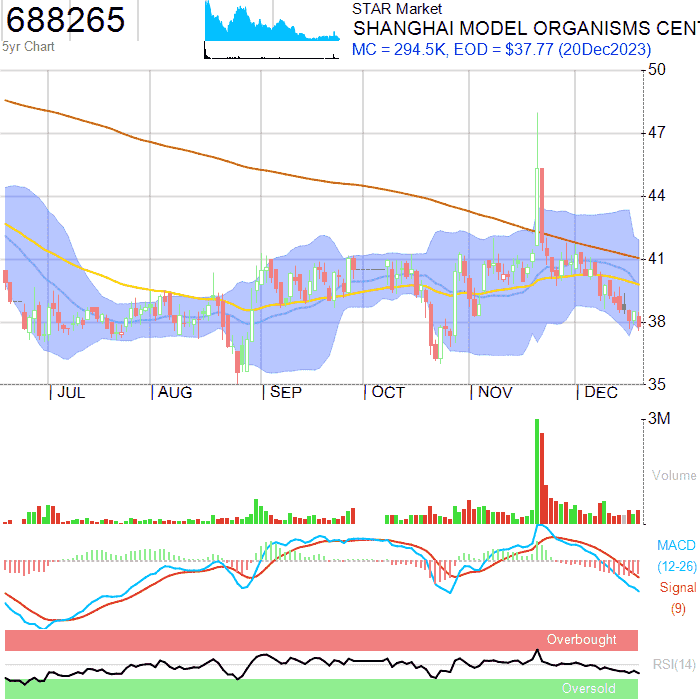 688265
5yr Chart
STAR Market
SHANGHAI MODEL ORGANISMS CENT
MC = 294.5K, EOD = $37.77 (20Dec2023)
50
47
44
41
38
35
JUL
AUG
SEP
OCT
NOV
DEC
3M
Volume
MACD
(12-26)
Signal
(9)
Overbought
RSI(14)
Oversold